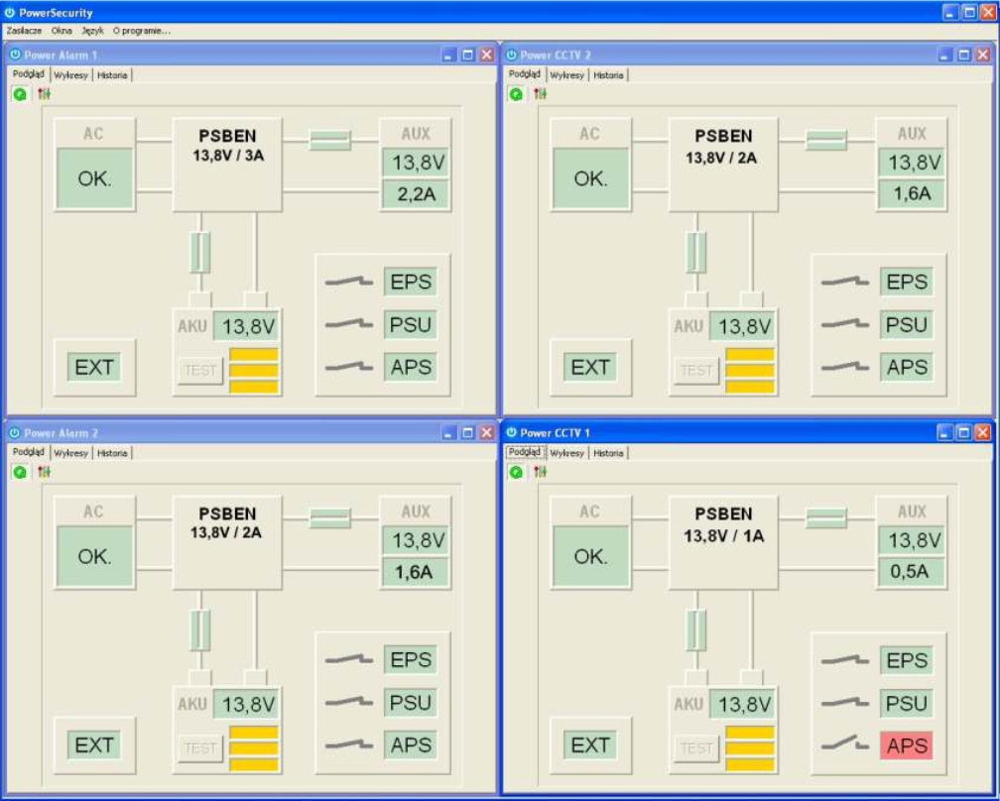 PowerSecurity
Zasilacze Okna Język O programie...
Power Alarm 1
Podgląd Wykresy Historia
AC
OK.
PSBEN
13,8V / 3A
AUX
13,8V
2,2A
EPS
PSU
APS
AKU 13,8V
TEST
EXT
Power CCTV 2
Podgląd Wykresy Historia
AC
OK.
PSBEN
13,8V / 2A
AUX
13,8V
1,6A
EPS
PSU
APS
AKU 13,8V
TEST
EXT
Power Alarm 2
Podgląd Wykresy Historia
AC
OK.
PSBEN
13,8V / 2A
AUX
13,8V
1,6A
EPS
PSU
APS
AKU 13,8V
TEST
EXT
Power CCTV 1
Podgląd Wykresy Historia
AC
OK.
PSBEN
13,8V / 1A
AUX
13,8V
0,5A
EPS
PSU
APS
AKU 13,8V
TEST
EXT